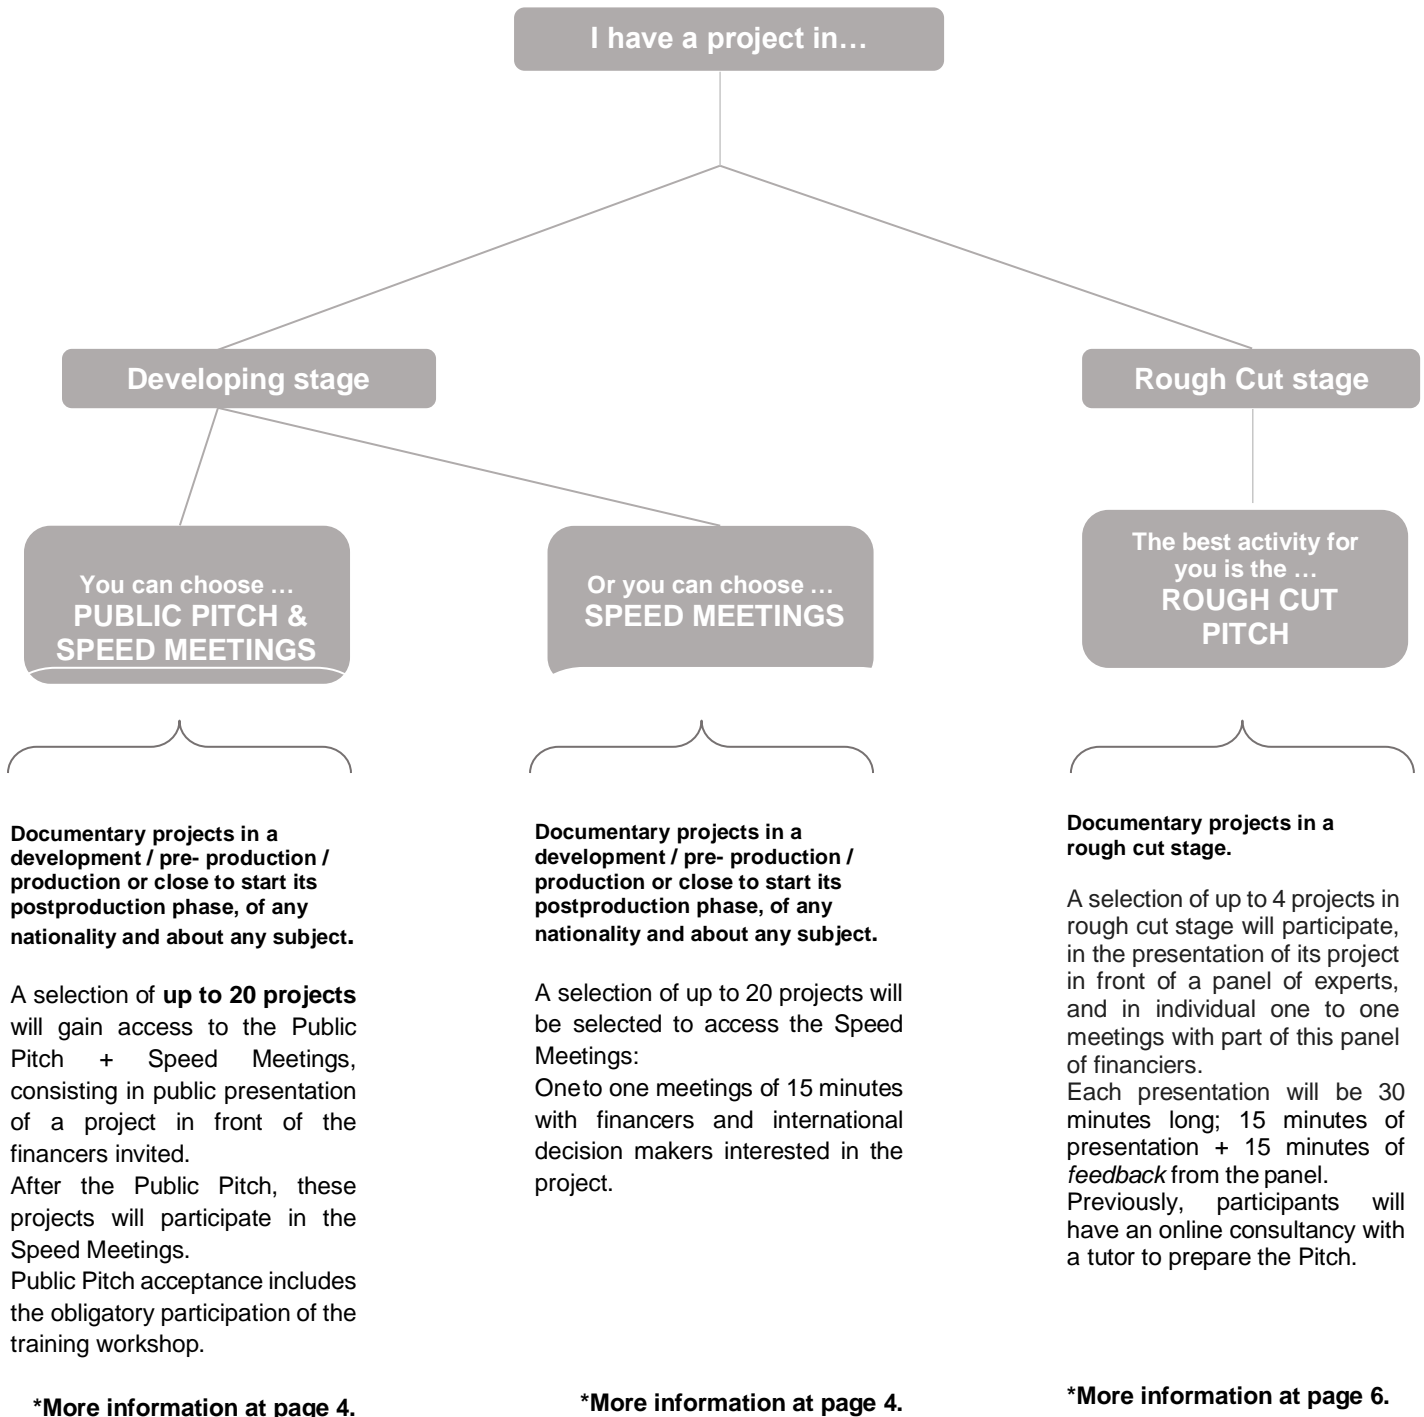 I have a project in…
Developing stage
Rough Cut stage
You can choose …
PUBLIC PITCH &
SPEED MEETINGS
Or you can choose …
SPEED MEETINGS
The best activity for
you is the …
ROUGH CUT
PITCH
Documentary projects in a
development / pre- production /
production or close to start its
postproduction phase, of any
nationality and about any subject.
A selection of up to 20 projects
will gain access to the Public
Pitch + Speed Meetings,
consisting in public presentation
of a project in front of the
financers invited.
After the Public Pitch, these
projects will participate in the
Speed Meetings.
Public Pitch acceptance includes
the obligatory participation of the
training workshop.
*More information at page 4.
Documentary projects in a
development / pre- production /
production or close to start its
postproduction phase, of any
nationality and about any subject.
A selection of up to 20 projects will
be selected to access the Speed
Meetings:
Oneto one meetings of 15 minutes
with financers and international
decision makers interested in the
project.
*More information at page 4.
Documentary projects in a
rough cut stage.
A selection of up to 4 projects in
rough cut stage will participate,
in the presentation of its project
in front of a panel of experts,
and in individual one to one
meetings with part of this panel
of financiers.
Each presentation will be 30
minutes long; 15 minutes of
presentation + 15 minutes of
feedback from the panel.
Previously, participants will
have an online consultancy with
a tutor to prepare the Pitch.
*More information at page 6.